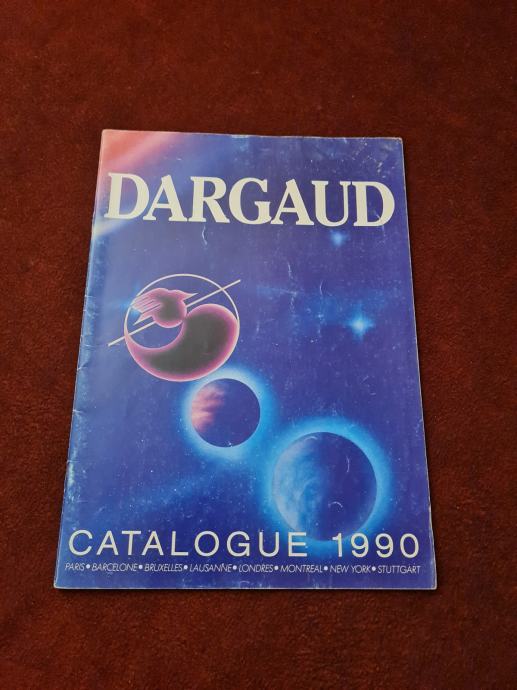 DARGAUD
CATALOGUE 1990
PARIS • BARCELONE • BRUXELLES • LAUSANNE • LONDRES • MONTREAL • NEW YORK • STUTTGART